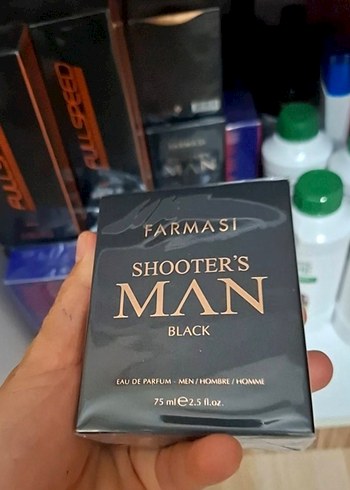 FULL SPEED
FULL SPEED
MAN
FARMASI
SHOOTER'S
MAN
BLACK
EAU DE PARFUM - MEN / HOMBRE / HOMME
75 ml ℮ 2.5 fl.oz.